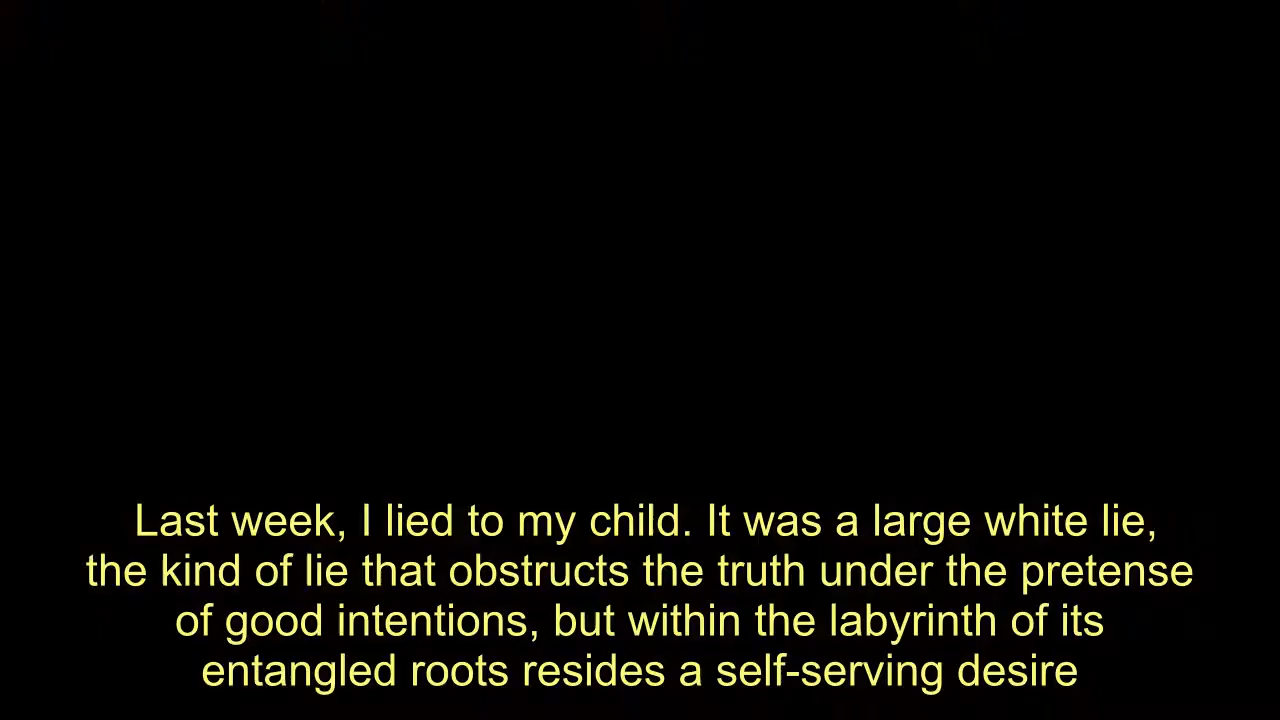 Last week, I lied to my child. It was a large white lie,
the kind of lie that obstructs the truth under the pretense
of good intentions, but within the labyrinth of its
entangled roots resides a self-serving desire